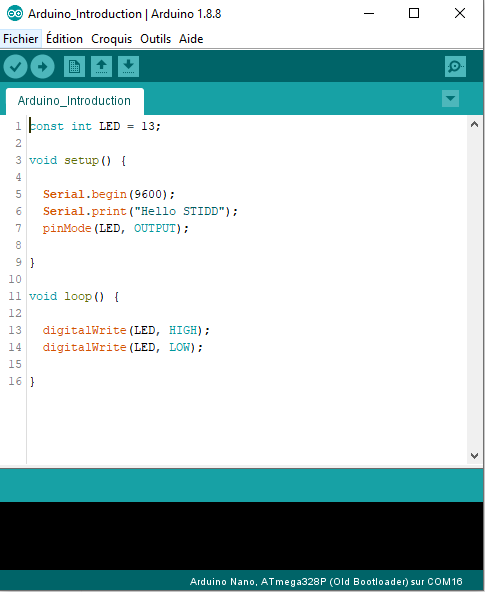 Arduino_Introduction | Arduino 1.8.8
Fichier Édition Croquis Outils Aide
Arduino_Introduction
1 const int LED = 13;
2
3 void setup() {
4
5 Serial.begin(9600);
6 Serial.print("Hello STIDD");
7 pinMode(LED, OUTPUT);
8
9 }
10
11 void loop() {
12
13 digitalWrite(LED, HIGH);
14 digitalWrite(LED, LOW);
15
16 }
Arduino Nano, ATmega328P (Old Bootloader) sur COM16